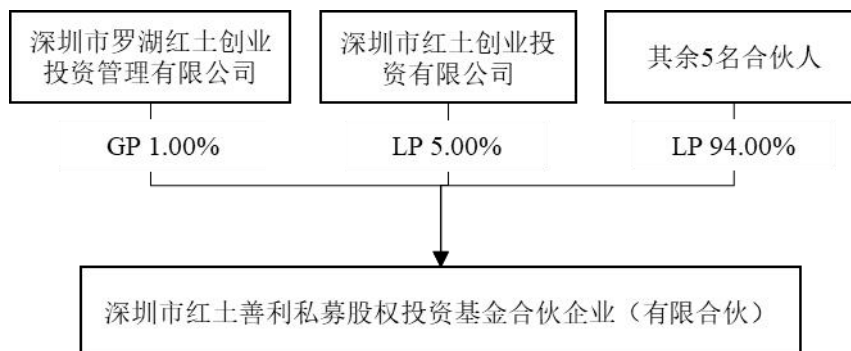 深圳市罗湖红土创业
投资管理有限公司
深圳市红土创业投
资有限公司
其余5名合伙人
GP 1.00%
LP 5.00%
LP 94.00%
深圳市红土善利私募股权投资基金合伙企业（有限合伙）